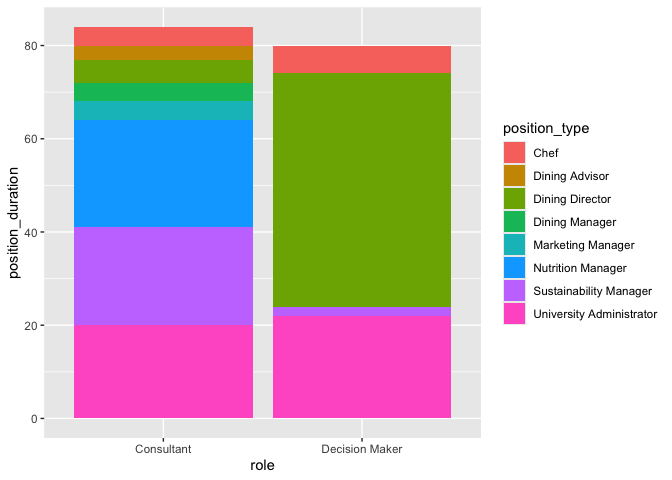 position_duration
80
60
40
20
0
Consultant
Decision Maker
role
position_type
Chef
Dining Advisor
Dining Director
Dining Manager
Marketing Manager
Nutrition Manager
Sustainability Manager
University Administrator